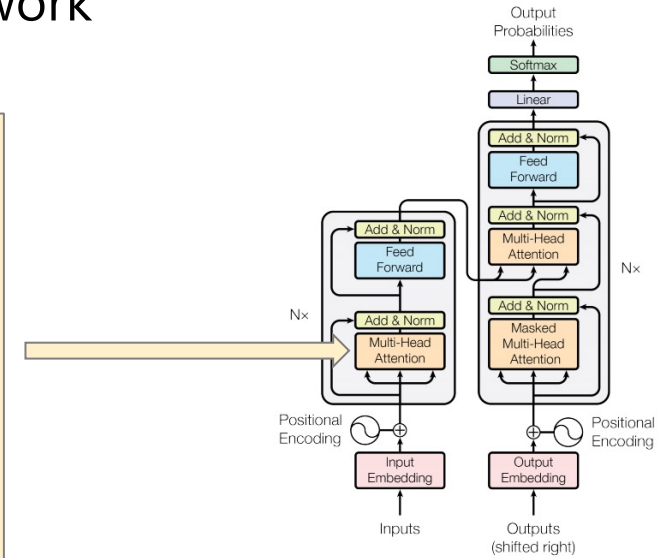 work
Output
Probabilities
Softmax
Linear
Add & Norm
Feed
Forward
Add & Norm
Multi-Head
Attention
Nx
Add & Norm
Masked
Multi-Head
Attention
Add & Norm
Feed
Forward
Nx
Add & Norm
Multi-Head
Attention
Positional
Encoding
Positional
Encoding
Input
Embedding
Output
Embedding
Inputs
Outputs
(shifted right)